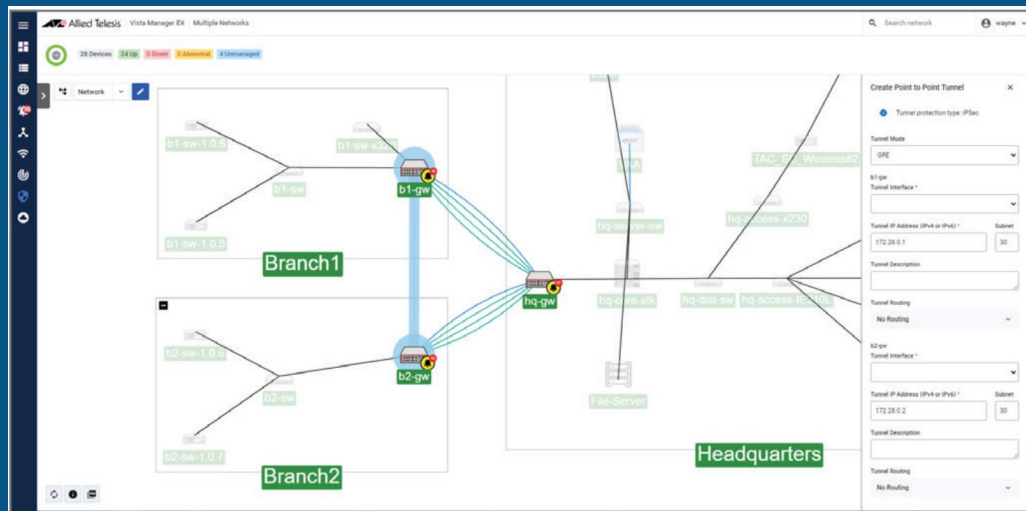 Allied Telesis Vista Manager EX Multiple Networks
Search network
wayne
28 Devices 24 Up 0 Down 0 Abnormal 4 Unmanaged
Network
b1-sw-1.0.6
b1-sw-x320
b1-sw
b1-gw
b1-sw-1.0.5
Branch1
b2-sw-1.0.6
b2-gw
b2-sw
b2-sw-1.0.7
Branch2
TAC_SD_Wireless#2
hq-server-sw
hq-access-x230
hq-gw
hq-core-stk
hq-dist-sw
File-Server
Headquarters
Create Point to Point Tunnel
Tunnel protection type: IPSec
Tunnel Mode
GRE
b1-gw
Tunnel Interface *
Tunnel IP Address (IPv4 or IPv6) * Subnet
172.28.0.1 30
Tunnel Description
Tunnel Routing
No Routing
b2-gw
Tunnel Interface *
Tunnel IP Address (IPv4 or IPv6) * Subnet
172.28.0.2 30
Tunnel Description
Tunnel Routing
No Routing